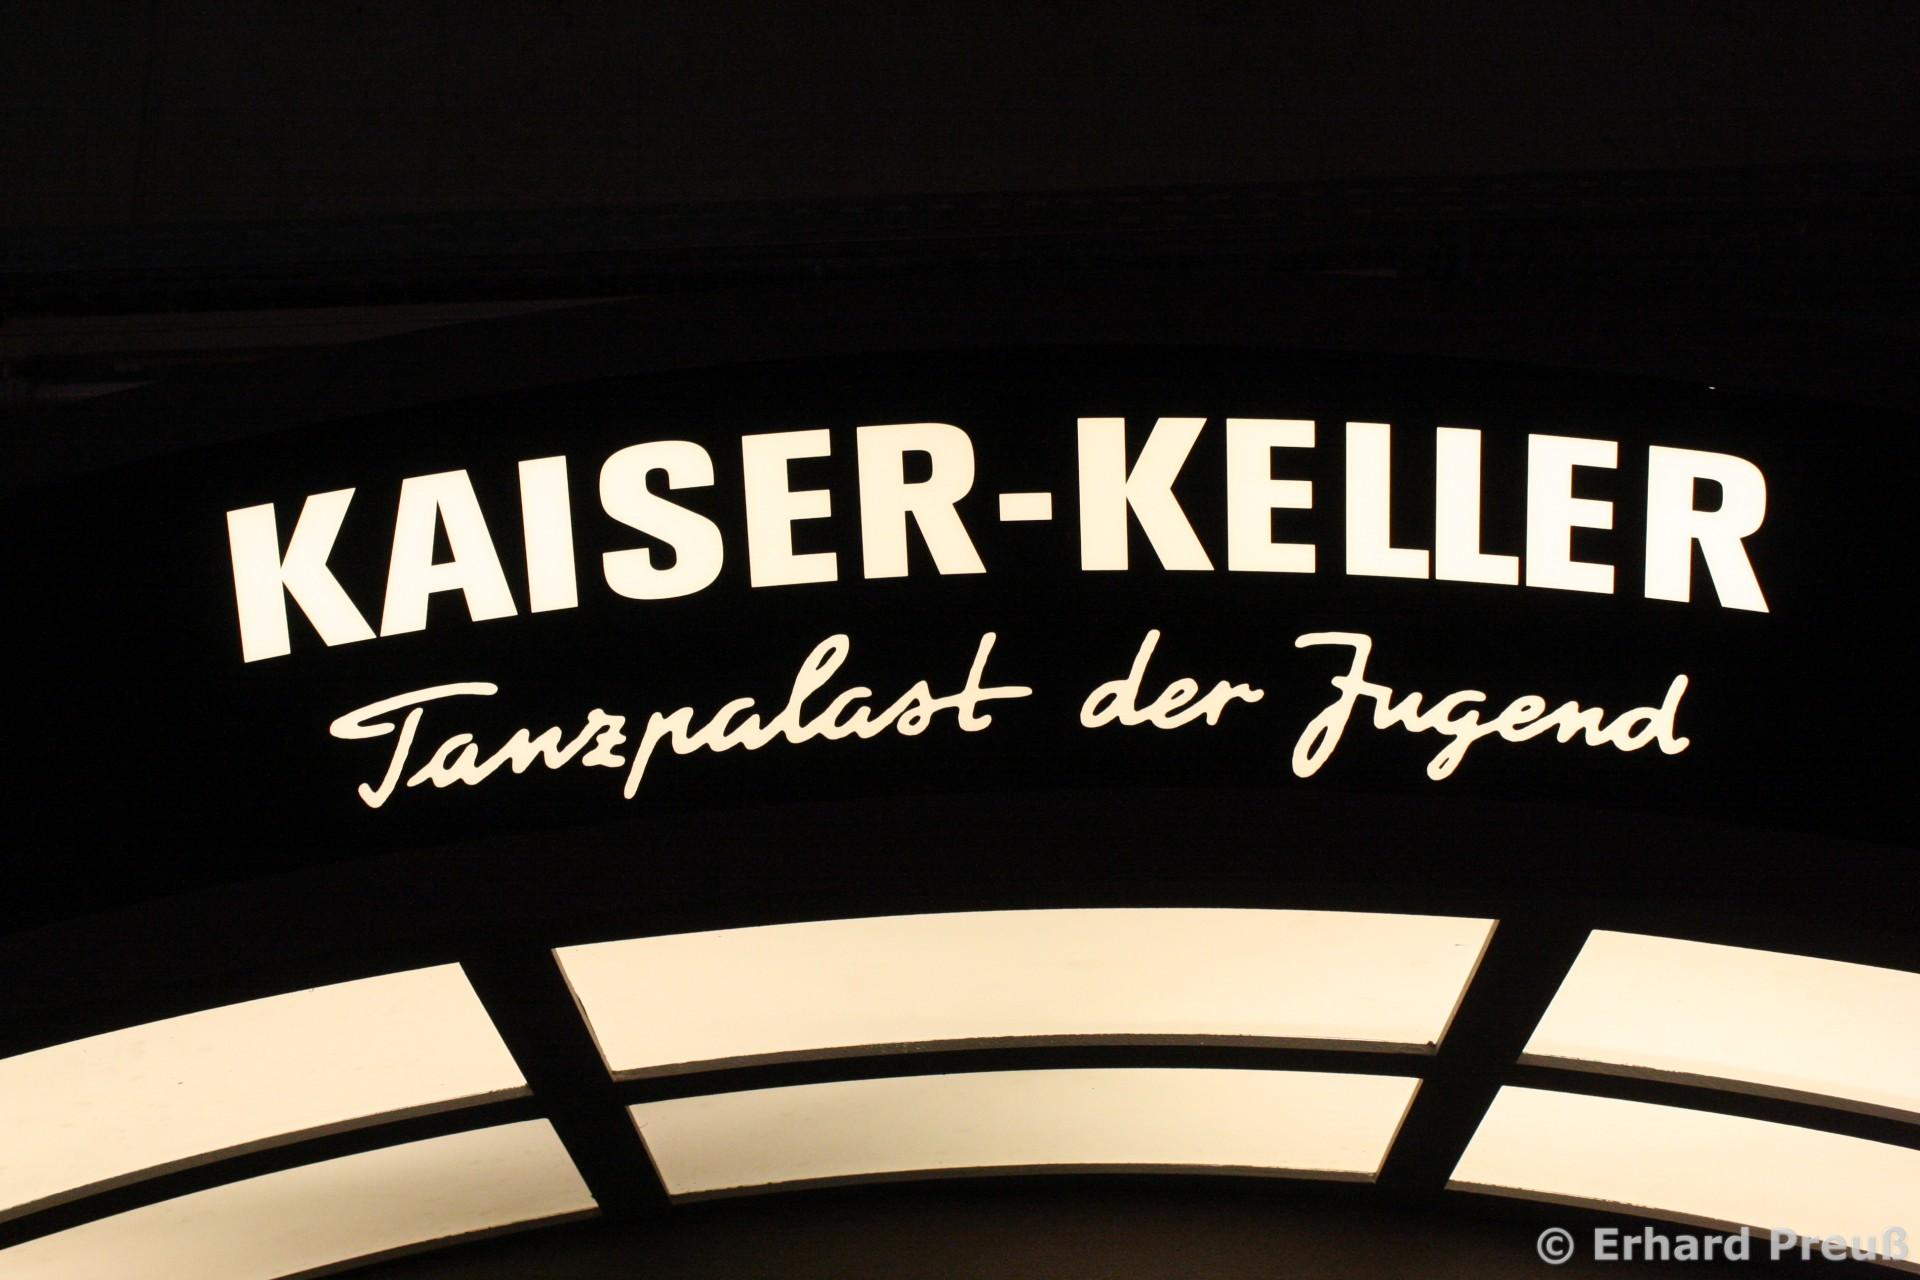 KAISER-KELLER
Tanzpalast der Jugend
© Erhard Preuß